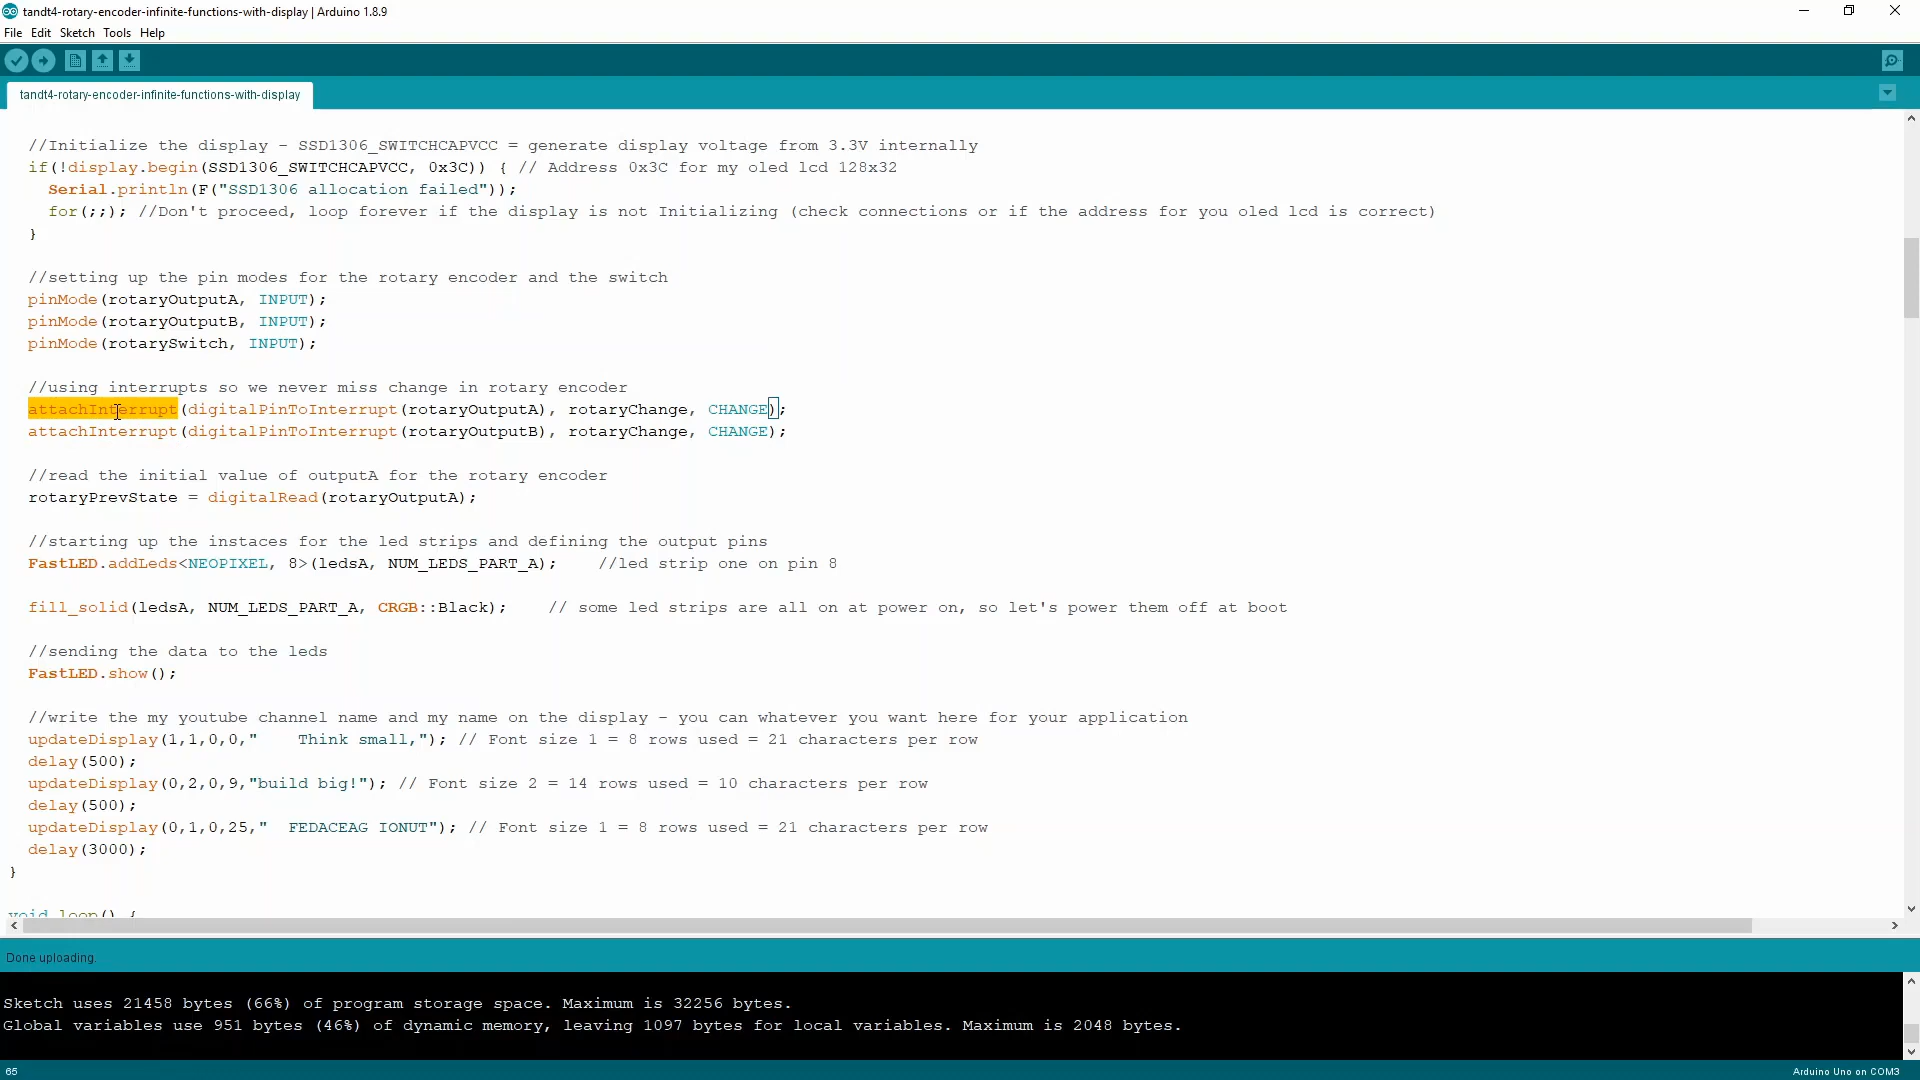 tandt4-rotary-encoder-infinite-functions-with-display | Arduino 1.8.9
File Edit Sketch Tools Help
tandt4-rotary-encoder-infinite-functions-with-display
//Initialize the display - SSD1306_SWITCHCAPVCC = generate display voltage from 3.3V internally
if(!display.begin(SSD1306_SWITCHCAPVCC, 0x3C)) { // Address 0x3C for my oled lcd 128x32
Serial.println(F("SSD1306 allocation failed"));
for(;;); //Don't proceed, loop forever if the display is not Initializing (check connections or if the address for you oled lcd is correct)
}
//setting up the pin modes for the rotary encoder and the switch
pinMode(rotaryOutputA, INPUT);
pinMode(rotaryOutputB, INPUT);
pinMode(rotarySwitch, INPUT);
//using interrupts so we never miss change in rotary encoder
attachInterrupt(digitalPinToInterrupt(rotaryOutputA), rotaryChange, CHANGE);
attachInterrupt(digitalPinToInterrupt(rotaryOutputB), rotaryChange, CHANGE);
//read the initial value of outputA for the rotary encoder
rotaryPrevState = digitalRead(rotaryOutputA);
//starting up the instaces for the led strips and defining the output pins
FastLED.addLeds<NEOPIXEL, 8>(ledsA, NUM_LEDS_PART_A);    //led strip one on pin 8
fill_solid(ledsA, NUM_LEDS_PART_A, CRGB::Black);    // some led strips are all on at power on, so let's power them off at boot
//sending the data to the leds
FastLED.show();
//write the my youtube channel name and my name on the display - you can whatever you want here for your application
updateDisplay(1,1,0,0,"    Think small,"); // Font size 1 = 8 rows used = 21 characters per row
delay(500);
updateDisplay(0,2,0,9,"build big!"); // Font size 2 = 14 rows used = 10 characters per row
delay(500);
updateDisplay(0,1,0,25,"  FEDACEAG IONUT"); // Font size 1 = 8 rows used = 21 characters per row
delay(3000);
}
void loop() {
Done uploading.
Sketch uses 21458 bytes (66%) of program storage space. Maximum is 32256 bytes.
Global variables use 951 bytes (46%) of dynamic memory, leaving 1097 bytes for local variables. Maximum is 2048 bytes.
65
Arduino Uno on COM3